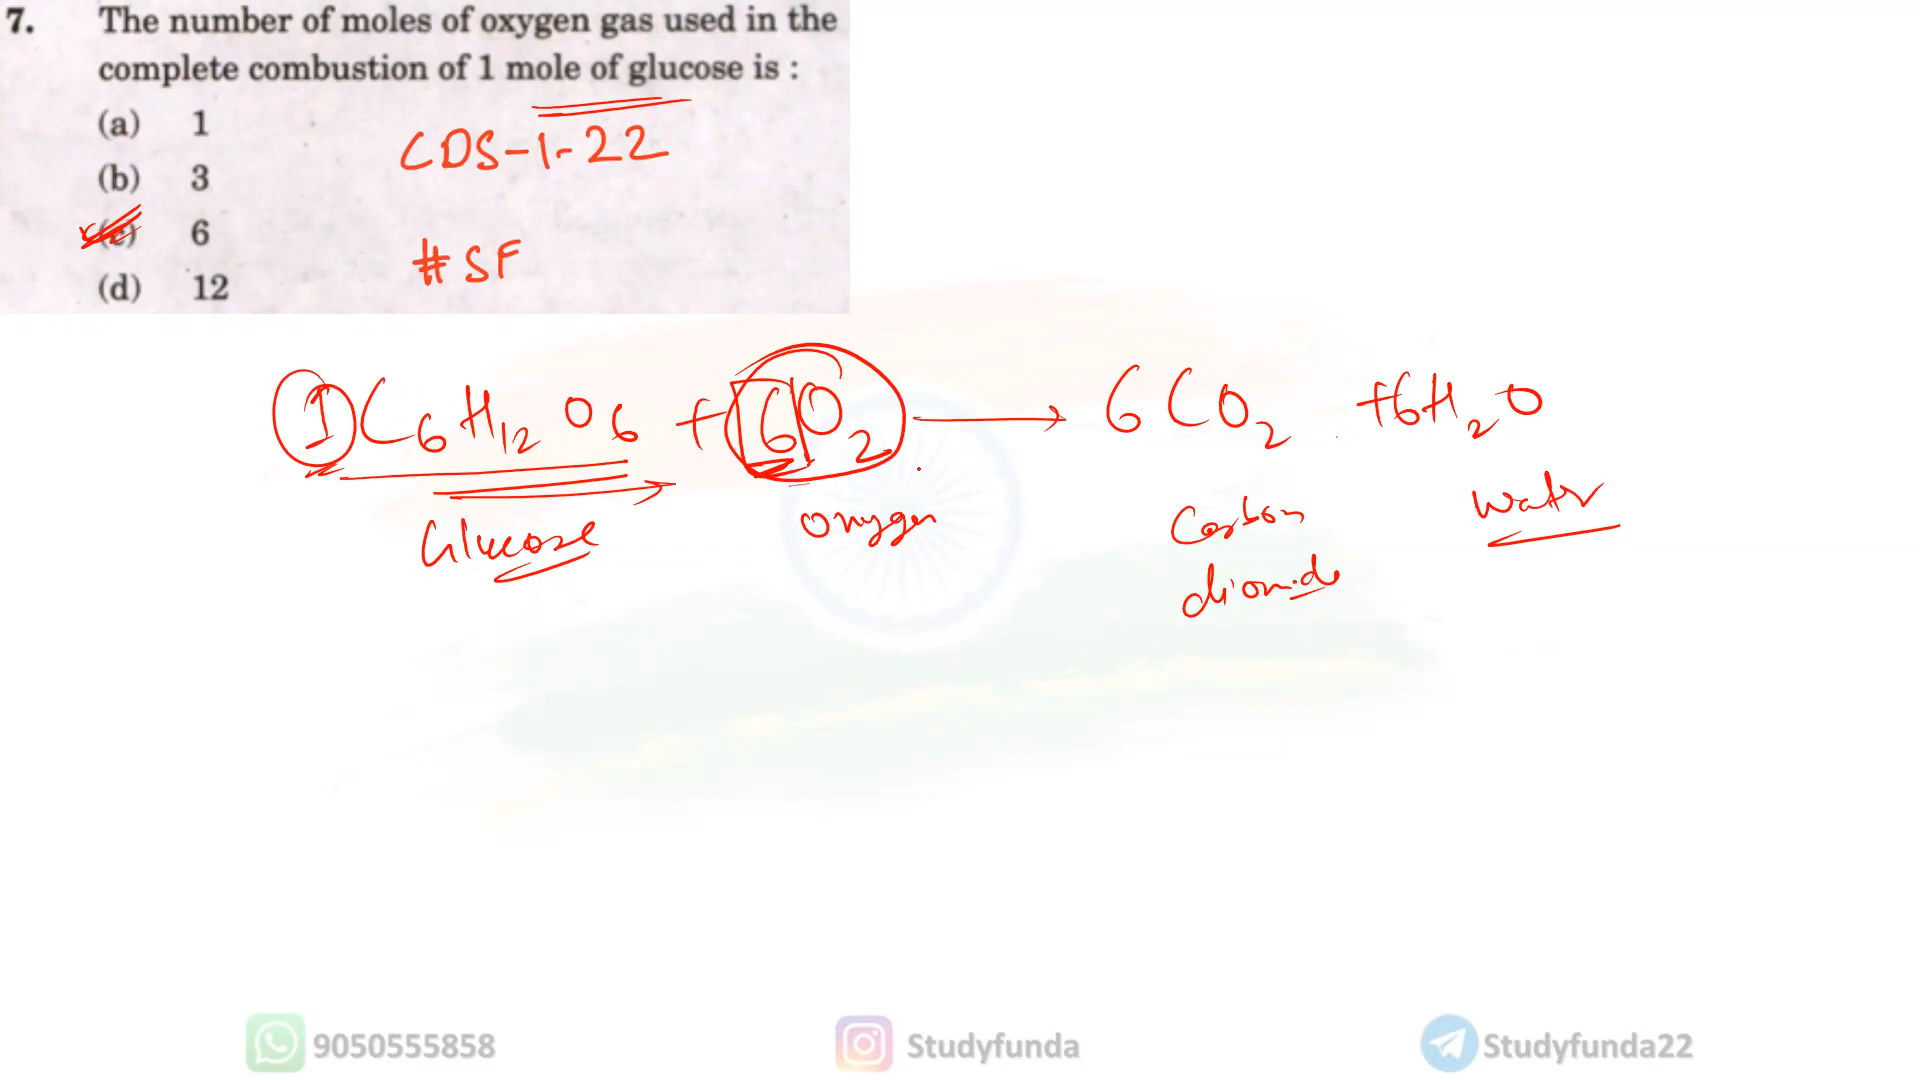 7. The number of moles of oxygen gas used in the
complete combustion of 1 mole of glucose is :
(a) 1
(b) 3
(c) 6
(d) 12
CDS-1-22
#SF
1C6H12O6 + 6O2 → 6CO2 + 6H2O
Glucose
oxygen
Carbon
dioxide
Water
9050555858
Studyfunda
Studyfunda22